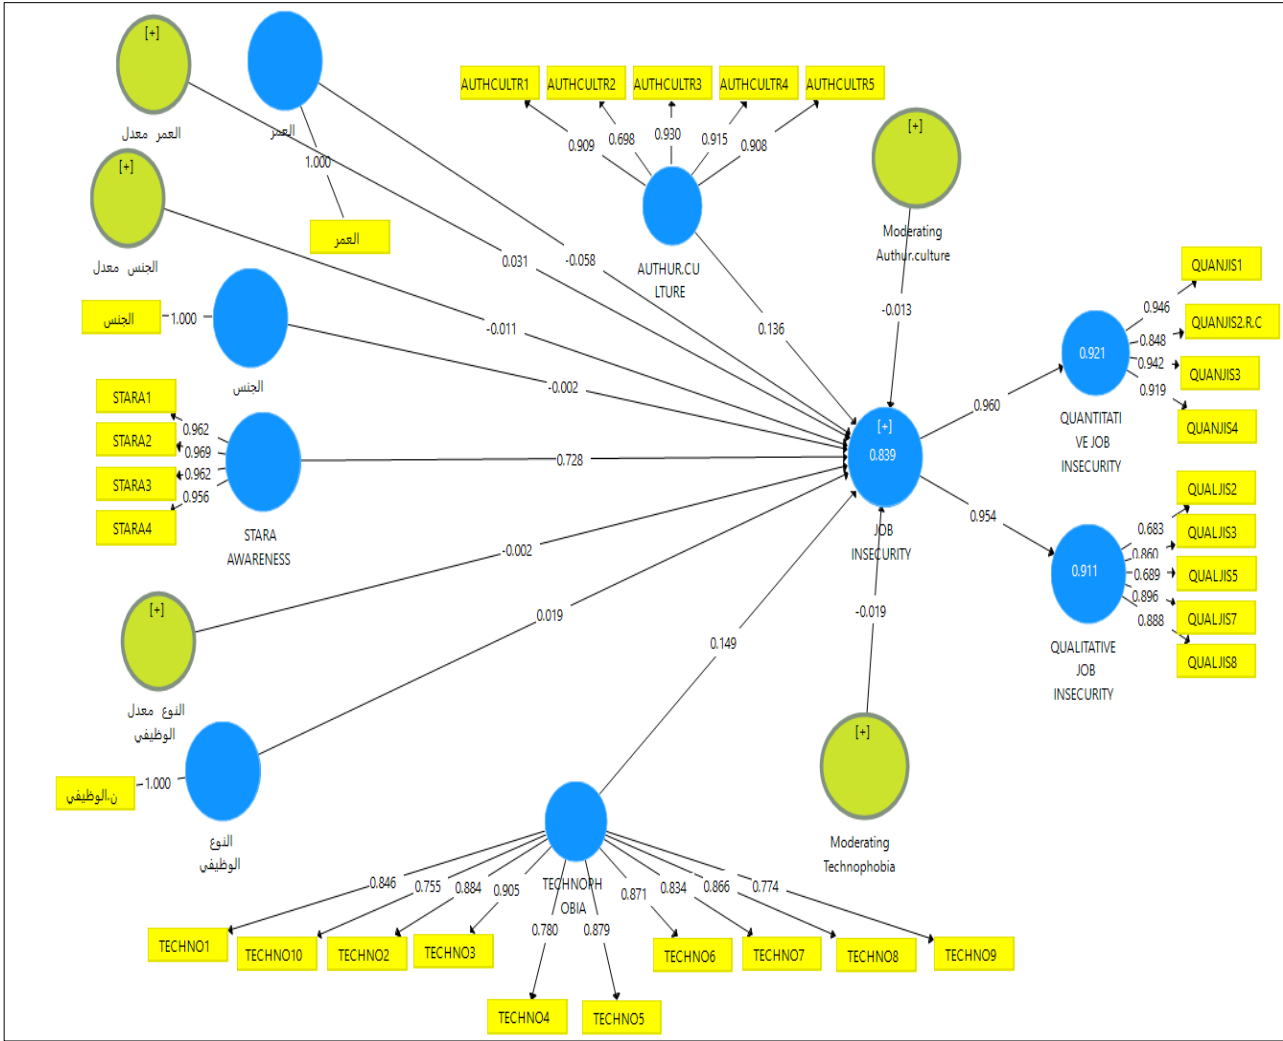 [+]
العمر معدل
العمر
1.000
العمر
[+]
الجنس معدل
الجنس
1.000
الجنس
AUTHCULTR1
AUTHCULTR2
AUTHCULTR3
AUTHCULTR4
AUTHCULTR5
0.909
0.698
0.930
0.915
0.908
AUTHUR.CU
LTURE
[+]
Moderating
Authur.culture
0.031
-0.058
-0.011
-0.002
0.136
-0.013
STARA1
STARA2
STARA3
STARA4
0.962
0.969
0.962
0.956
STARA
AWARENESS
0.728
[+]
0.839
JOB
INSECURITY
0.960
0.954
0.921
QUANTITATI
VE JOB
INSECURITY
0.946
0.848
0.942
0.919
QUANJIS1
QUANJIS2.R.C
QUANJIS3
QUANJIS4
0.911
QUALITATIVE
JOB
INSECURITY
0.683
0.860
0.689
0.896
0.888
QUALJIS2
QUALJIS3
QUALJIS5
QUALJIS7
QUALJIS8
-0.002
0.019
0.149
-0.019
[+]
النوع معدل
الوظيفي
ن.الوظيفي
1.000
النوع
الوظيفي
[+]
Moderating
Technophobia
TECHNOPH
OBIA
0.846
0.755
0.884
0.905
0.780
0.879
0.871
0.834
0.866
0.774
TECHNO1
TECHNO10
TECHNO2
TECHNO3
TECHNO4
TECHNO5
TECHNO6
TECHNO7
TECHNO8
TECHNO9